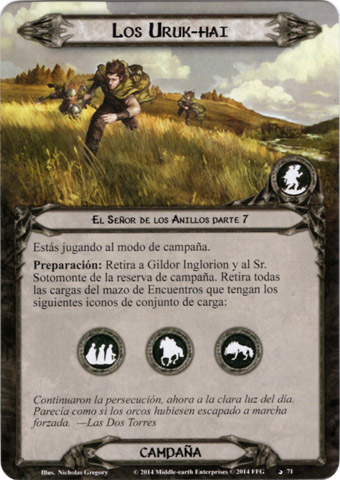 Los Uruk-hai
El Señor de los Anillos parte 7
Estás jugando al modo de campaña.
Preparación: Retira a Gildor Inglorion y al Sr.
Sotomonte de la reserva de campaña. Retira todas
las cargas del mazo de Encuentros que tengan los
siguientes iconos de conjunto de carga:
Continuaron la persecución, ahora a la clara luz del día.
Parecía como si los orcos hubiesen escapado a marcha
forzada. —Las Dos Torres
CAMPAÑA
Illus. Nicholas Gregory © 2014 Middle-earth Enterprises © 2014 FFG 71